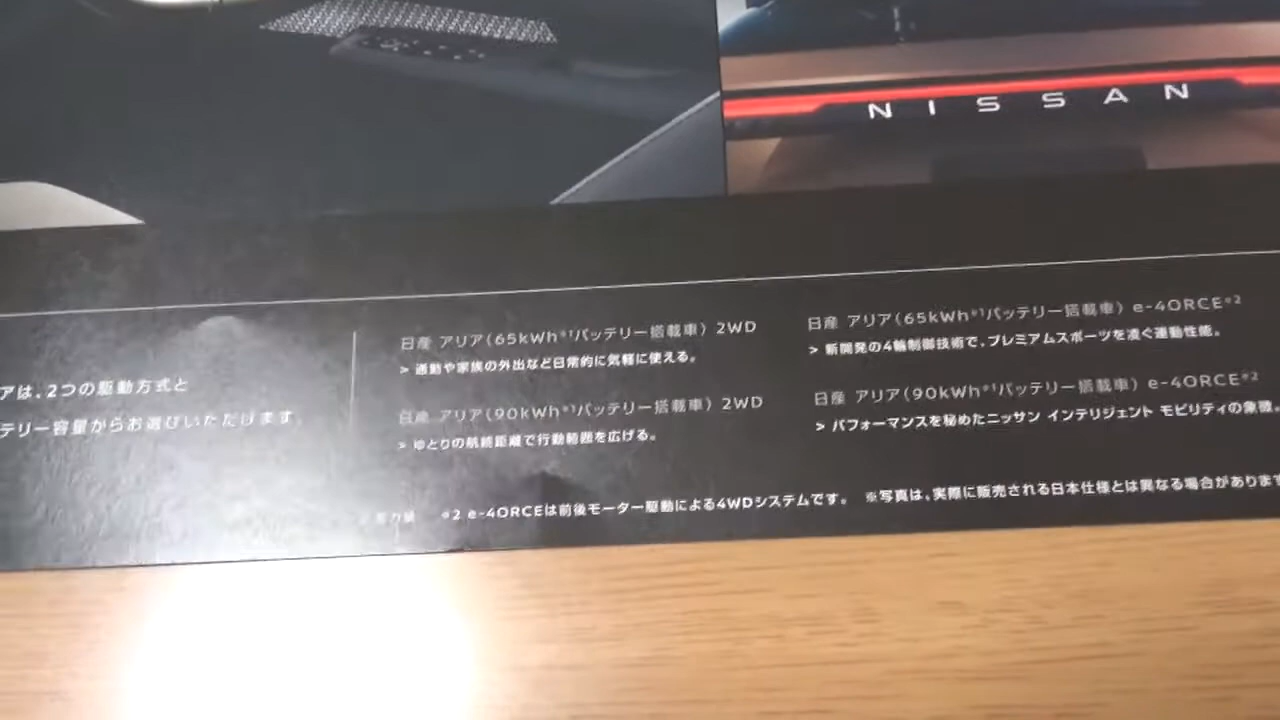 NISSAN
アは、2つの駆動方式と
テリー容量からお選びいただけます。
日産 アリア(65kWh※1バッテリー搭載車) 2WD
> 通勤や家族の外出など日常的に気軽に使える。
日産 アリア(90kWh※1バッテリー搭載車) 2WD
> ゆとりの航続距離で行動範囲を広げる。
日産 アリア(65kWh※1バッテリー搭載車) e-4ORCE※2
> 新開発の4輪制御技術で、プレミアムスポーツを凌ぐ運動性能。
日産 アリア(90kWh※1バッテリー搭載車) e-4ORCE※2
> パフォーマンスを秘めたニッサン インテリジェント モビリティの象徴。
※2 e-4ORCEは前後モーター駆動による4WDシステムです。 ※写真は、実際に販売される日本仕様とは異なる場合がありま